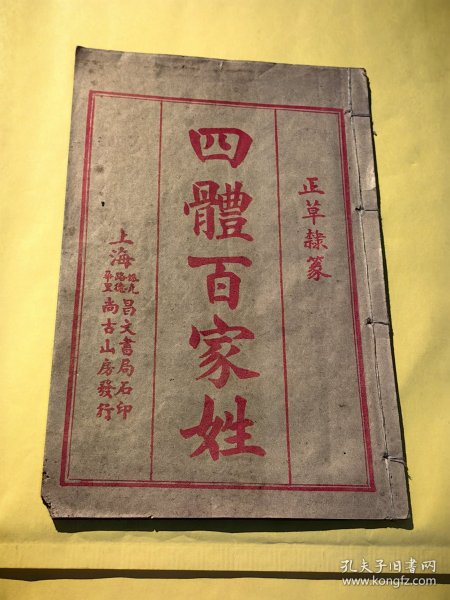 正草隸篆
四體百家姓
上海
昌文書局石印
尚古山房發行
孔夫子旧书网
www.kongfz.com